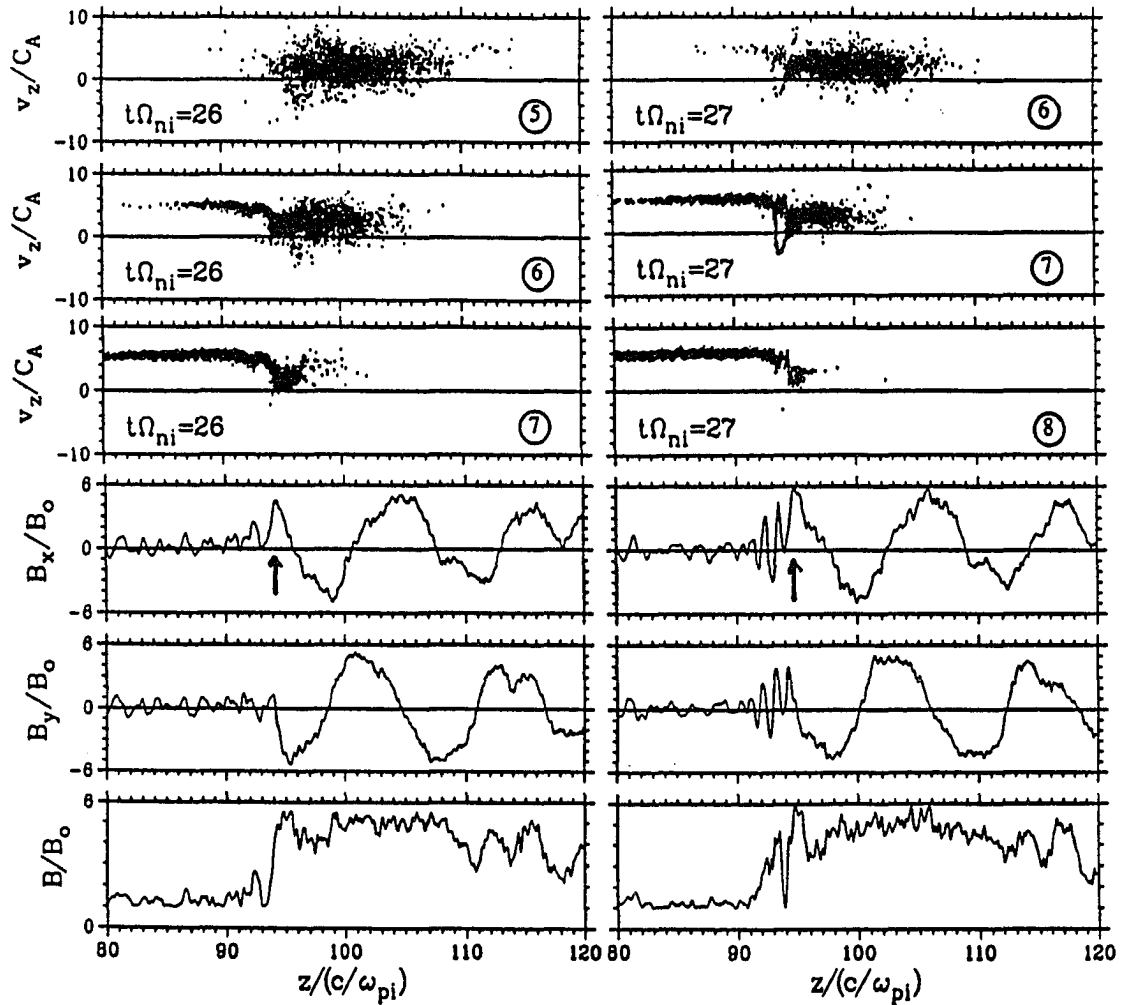 10
0
-10
v_z/C_A
tΩ_ni=26
⑤
tΩ_ni=27
⑥
10
0
-10
v_z/C_A
tΩ_ni=26
⑥
tΩ_ni=27
⑦
10
0
-10
v_z/C_A
tΩ_ni=26
⑦
tΩ_ni=27
⑧
6
0
-6
B_x/B_o
6
0
-6
B_y/B_o
6
0
B/B_o
80 90 100 110 120
80 90 100 110 120
z/(c/ω_pi)
z/(c/ω_pi)